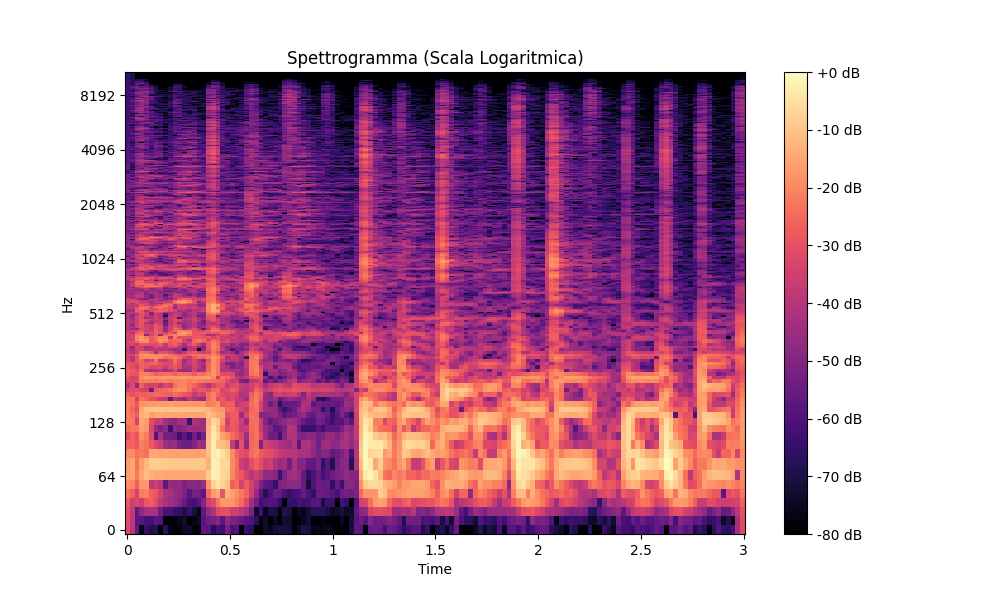 Spettrogramma (Scala Logaritmica)
8192
4096
2048
1024
512
256
128
64
0
Hz
0
0.5
1
1.5
2
2.5
3
Time
+0 dB
-10 dB
-20 dB
-30 dB
-40 dB
-50 dB
-60 dB
-70 dB
-80 dB